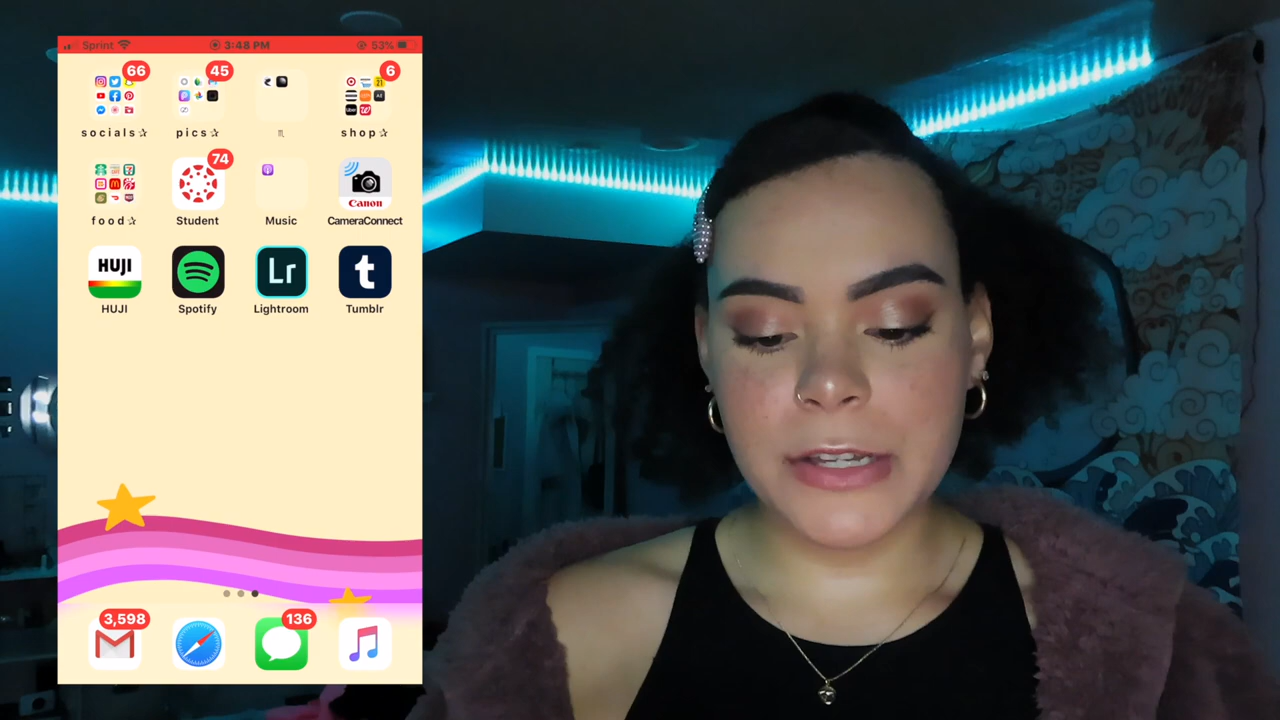 Sprint 3:48 PM 53%
66 45 6
socials☆ pics☆ ♏︎ shop☆
74
Canon
food☆ Student Music CameraConnect
HUJI Lr t
HUJI Spotify Lightroom Tumblr
3,598 136